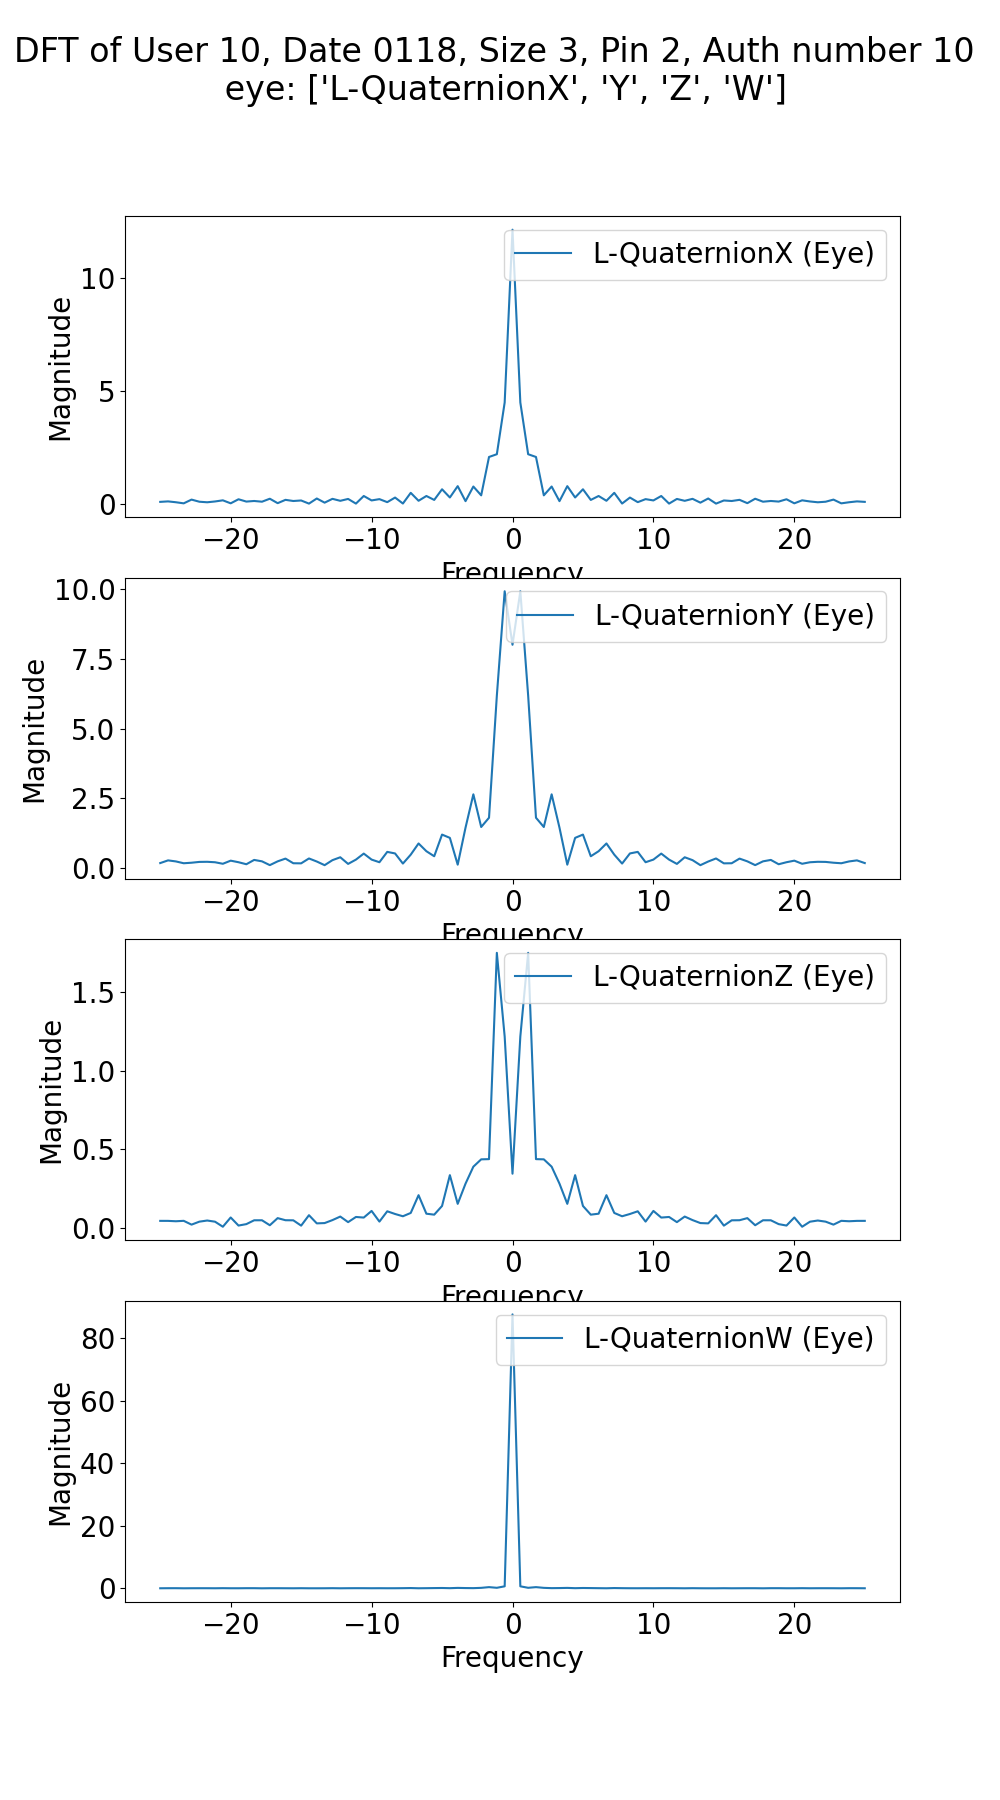 DFT of User 10, Date 0118, Size 3, Pin 2, Auth number 10
eye: ['L-QuaternionX', 'Y', 'Z', 'W']
L-QuaternionX (Eye)
Magnitude
10
5
0
−20 −10 0 10 20
Frequency
L-QuaternionY (Eye)
Magnitude
10.0
7.5
5.0
2.5
0.0
−20 −10 0 10 20
Frequency
L-QuaternionZ (Eye)
Magnitude
1.5
1.0
0.5
0.0
−20 −10 0 10 20
Frequency
L-QuaternionW (Eye)
Magnitude
80
60
40
20
0
−20 −10 0 10 20
Frequency